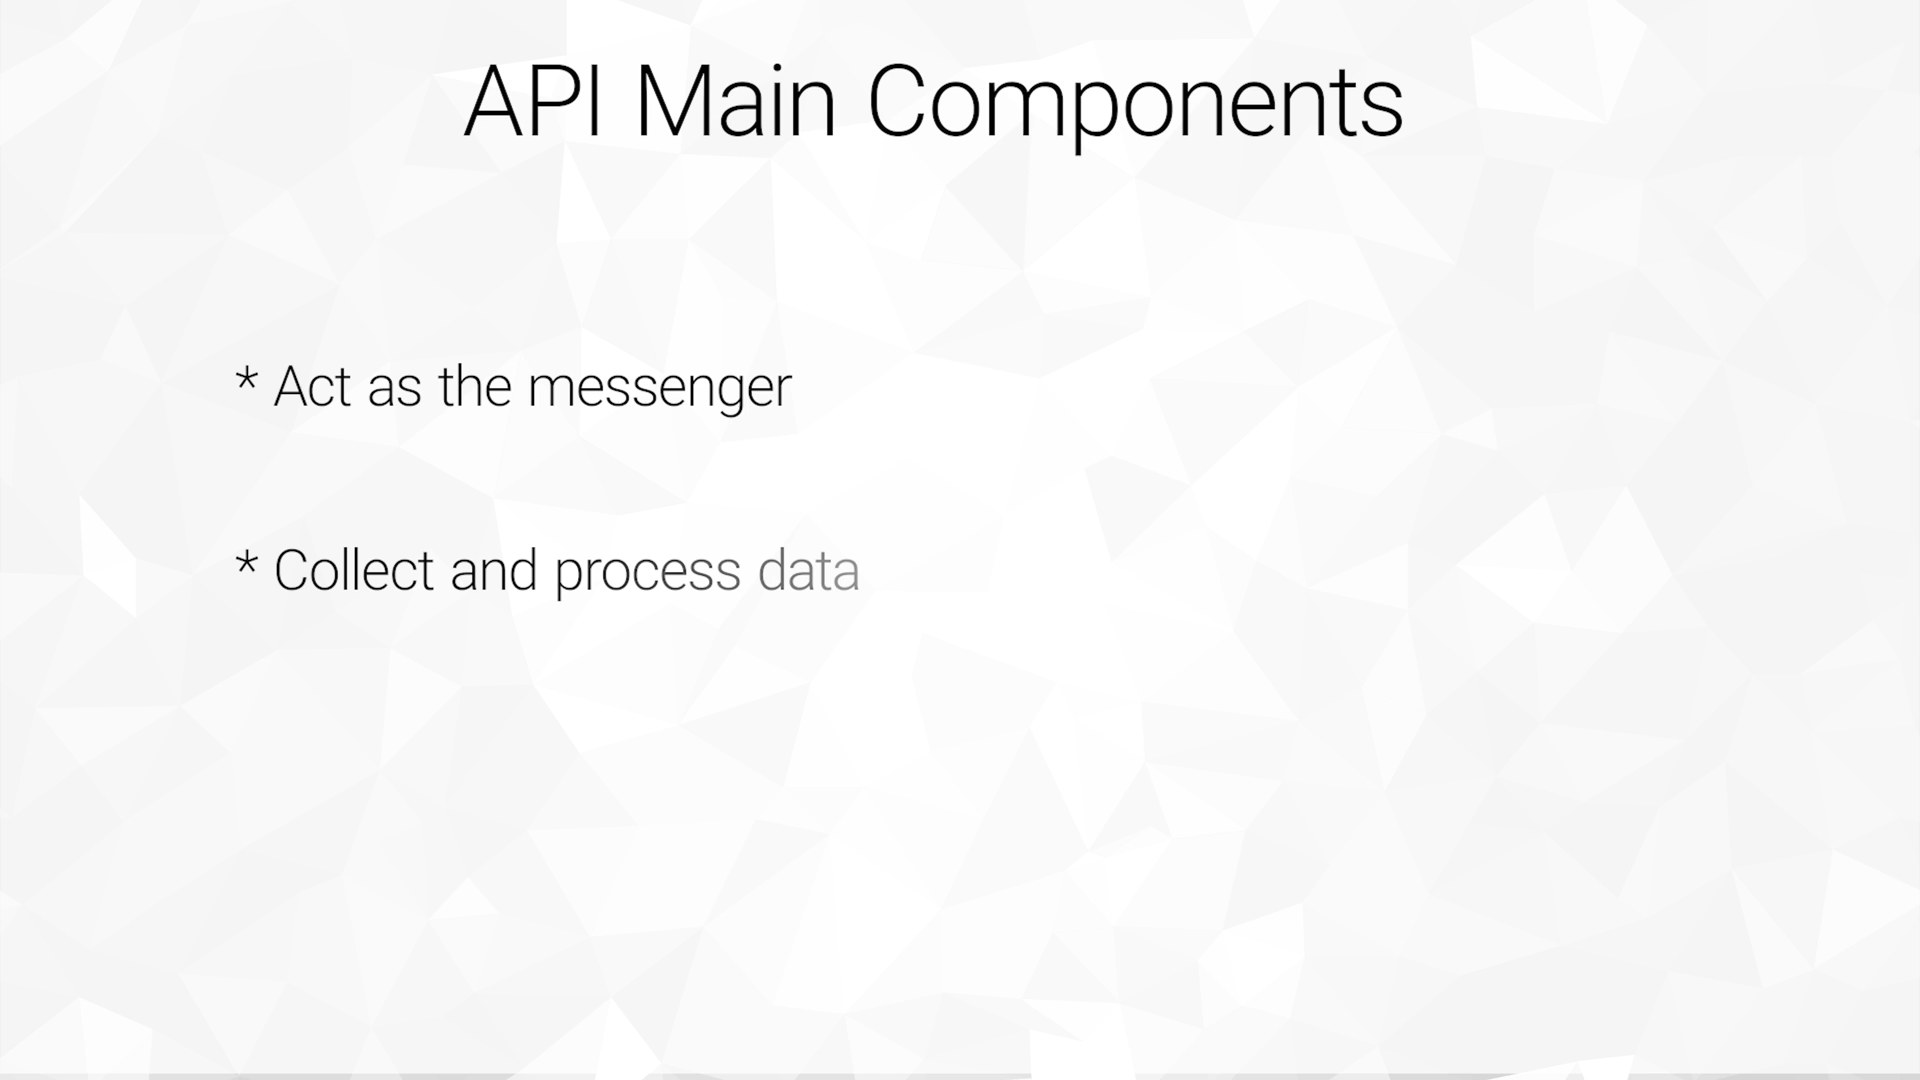 API Main Components
* Act as the messenger
* Collect and process data